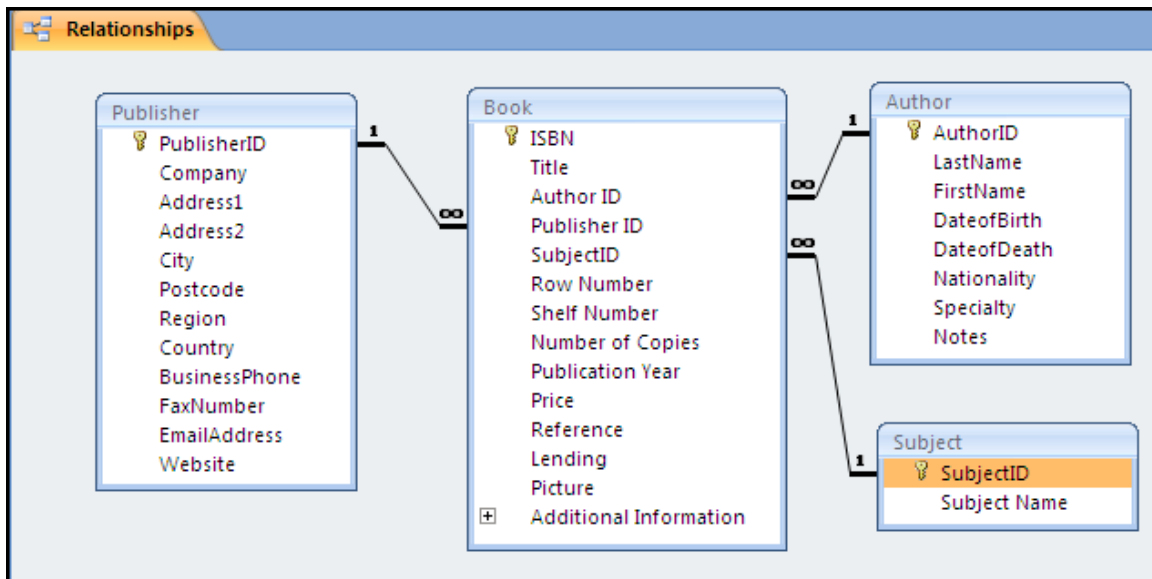 Relationships
Publisher
PublisherID
Company
Address1
Address2
City
Postcode
Region
Country
BusinessPhone
FaxNumber
EmailAddress
Website
1
∞
Book
ISBN
Title
Author ID
Publisher ID
SubjectID
Row Number
Shelf Number
Number of Copies
Publication Year
Price
Reference
Lending
Picture
Additional Information
1
∞
∞
1
Author
AuthorID
LastName
FirstName
DateofBirth
DateofDeath
Nationality
Specialty
Notes
Subject
SubjectID
Subject Name